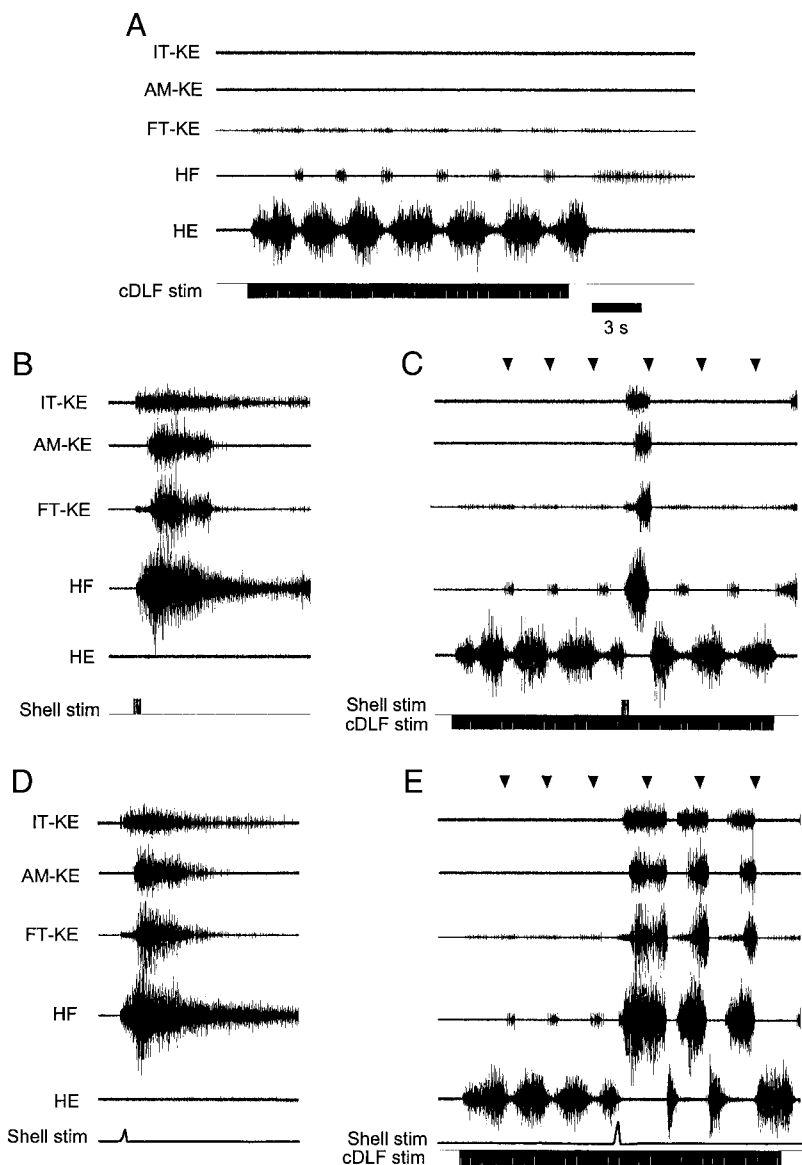 A
IT-KE
AM-KE
FT-KE
HF
HE
cDLF stim
3 s
B
IT-KE
AM-KE
FT-KE
HF
HE
Shell stim
C
Shell stim
cDLF stim
D
IT-KE
AM-KE
FT-KE
HF
HE
Shell stim
E
Shell stim
cDLF stim